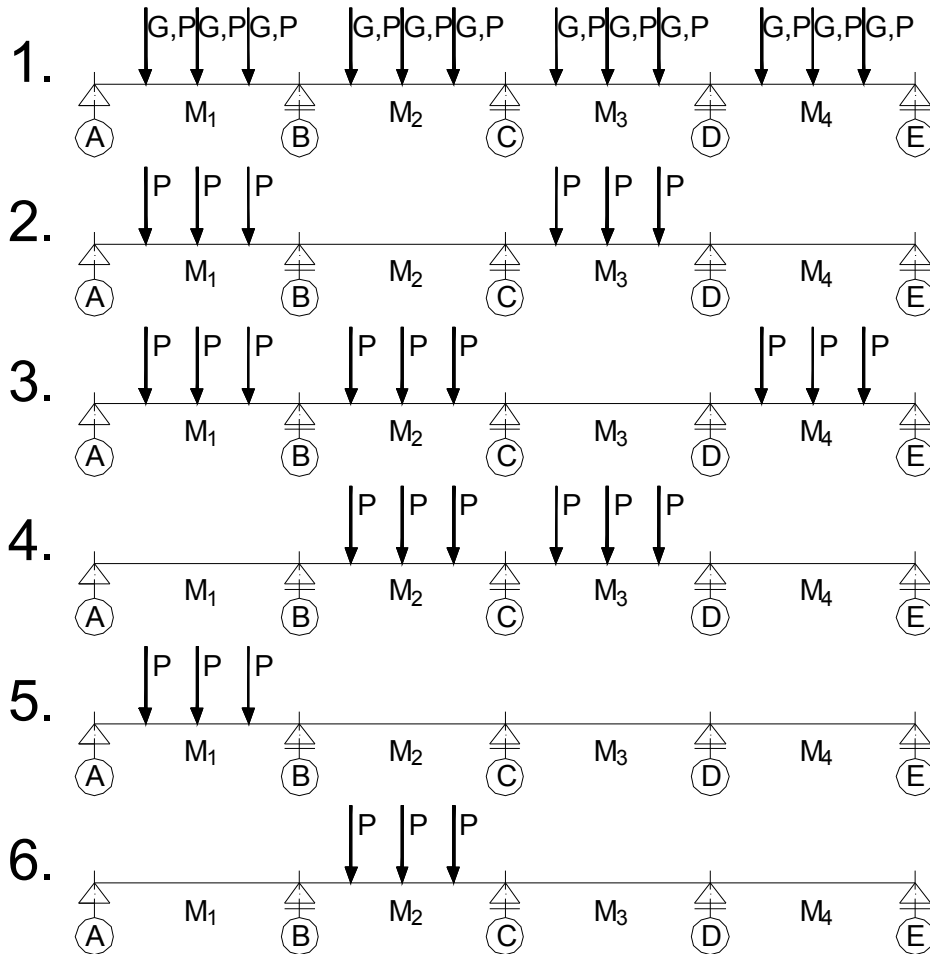 1. G,P G,P G,P G,P G,P G,P G,P G,P G,P G,P G,P G,P
M₁ M₂ M₃ M₄
A B C D E
2. P P P P P P
M₁ M₂ M₃ M₄
A B C D E
3. P P P P P P P P P
M₁ M₂ M₃ M₄
A B C D E
4. P P P P P P
M₁ M₂ M₃ M₄
A B C D E
5. P P P
M₁ M₂ M₃ M₄
A B C D E
6. P P P
M₁ M₂ M₃ M₄
A B C D E